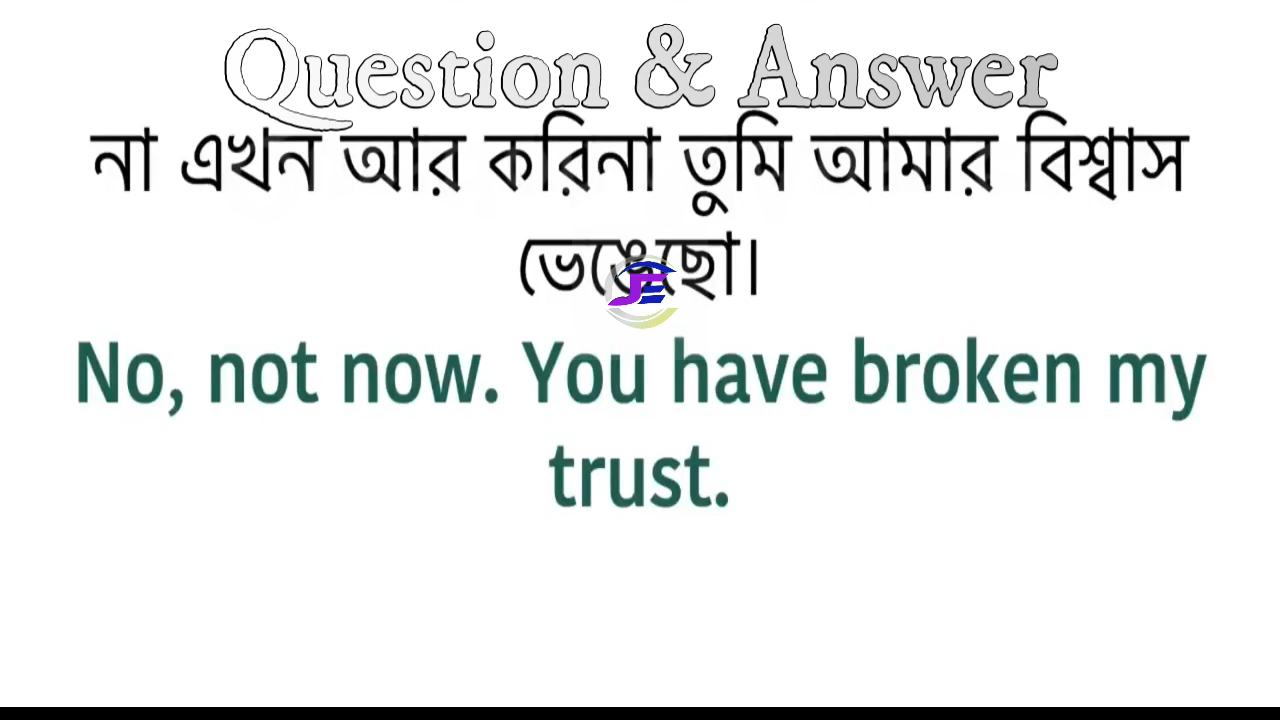 Question & Answer
না এখন আর করিনা তুমি আমার বিশ্বাস
ভেঙেছো।
No, not now. You have broken my
trust.